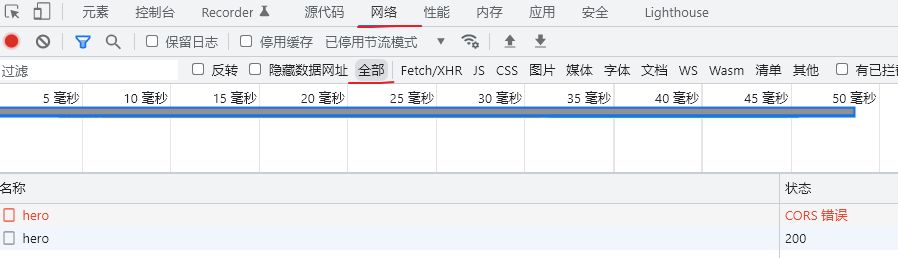 元素 控制台 Recorder 源代码 网络 性能 内存 应用 安全 Lighthouse
保留日志 停用缓存 已停用节流模式
过滤 反转 隐藏数据网址 全部 Fetch/XHR JS CSS 图片 媒体 字体 文档 WS Wasm 清单 其他 有已拦
5 毫秒 10 毫秒 15 毫秒 20 毫秒 25 毫秒 30 毫秒 35 毫秒 40 毫秒 45 毫秒 50 毫秒
名称 状态
hero CORS 错误
hero 200